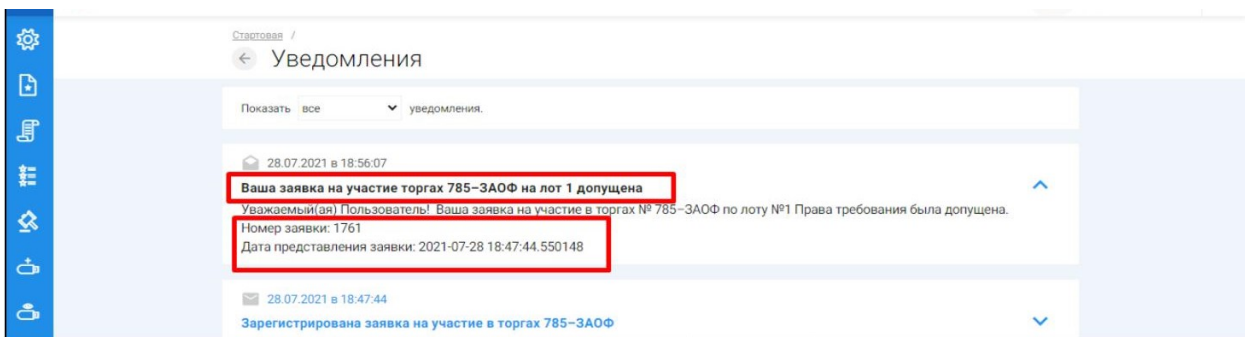 Стартовая /
Уведомления
Показать все уведомления.
28.07.2021 в 18:56:07
Ваша заявка на участие торгах 785-ЗАОФ на лот 1 допущена
Уважаемый(ая) Пользователь! Ваша заявка на участие в торгах № 785-ЗАОФ по лоту №1 Права требования была допущена.
Номер заявки: 1761
Дата представления заявки: 2021-07-28 18:47:44.550148
28.07.2021 в 18:47:44
Зарегистрирована заявка на участие в торгах 785-ЗАОФ